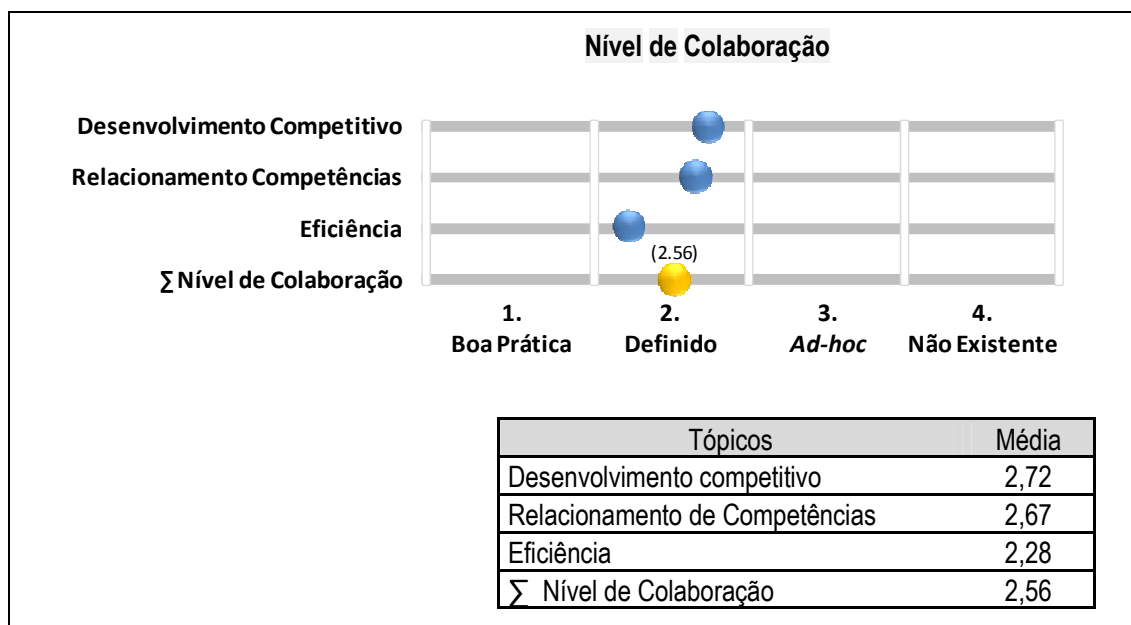 Nível de Colaboração
Desenvolvimento Competitivo
Relacionamento Competências
Eficiência
(2.56)
∑ Nível de Colaboração
1. 2. 3. 4.
Boa Prática Definido Ad-hoc Não Existente
Tópicos Média
Desenvolvimento competitivo 2,72
Relacionamento de Competências 2,67
Eficiência 2,28
∑ Nível de Colaboração 2,56